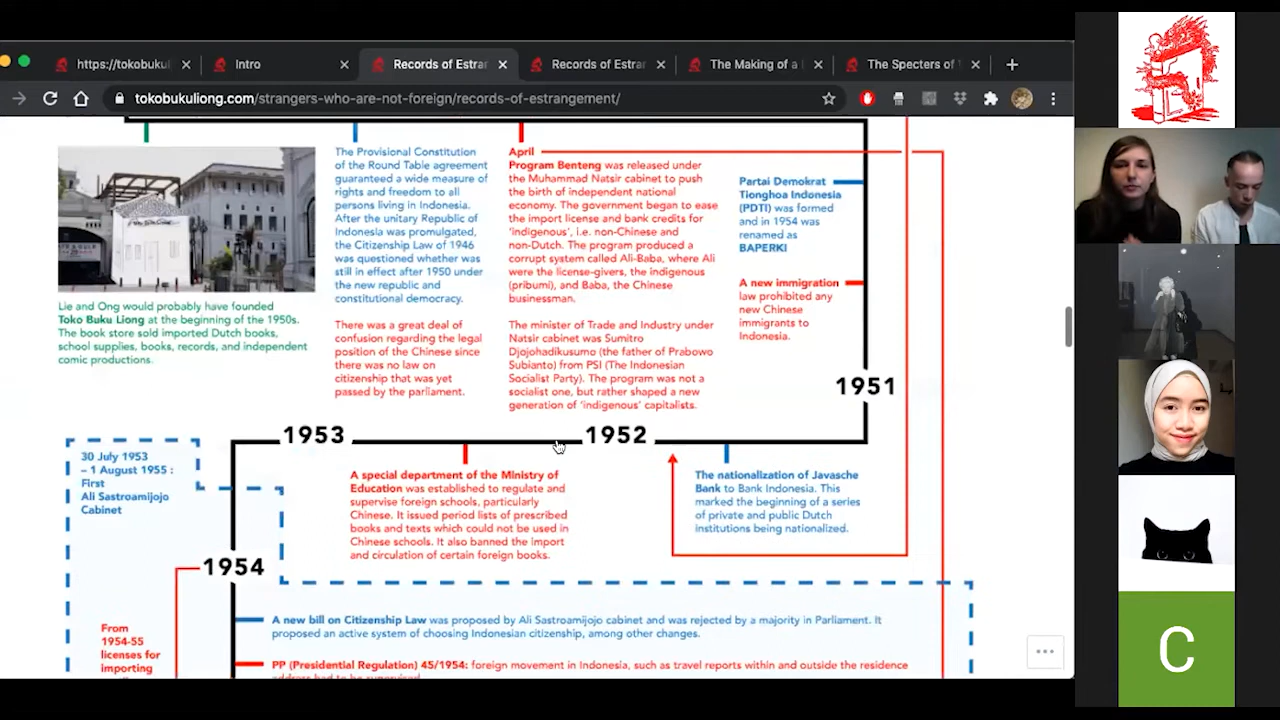 https://tokobukul
Intro
Records of Estra
Records of Estra
The Making of a
The Specters of
tokobukuliong.com/strangers-who-are-not-foreign/records-of-estrangement/
Lie and Ong would probably have founded
Toko Buku Liong at the beginning of the 1950s.
The book store sold imported Dutch books,
school supplies, books, records, and independent
comic productions.
The Provisional Constitution
of the Round Table agreement
guaranteed a wide measure of
rights and freedom to all
persons living in Indonesia.
After the unitary Republic of
Indonesia was promulgated,
the Citizenship Law of 1946
was questioned whether was
still in effect after 1950 under
the new republic and
constitutional democracy.
There was a great deal of
confusion regarding the legal
position of the Chinese since
there was no law on
citizenship that was yet
passed by the parliament.
April
Program Benteng was released under
the Muhammad Natsir cabinet to push
the birth of independent national
economy. The government began to ease
the import license and bank credits for
'indigenous', i.e. non-Chinese and
non-Dutch. The program produced a
corrupt system called Ali-Baba, where Ali
were the license-givers, the indigenous
(pribumi), and Baba, the Chinese
businessman.
The minister of Trade and Industry under
Natsir cabinet was Sumitro
Djojohadikusumo (the father of Prabowo
Subianto) from PSI (The Indonesian
Socialist Party). The program was not a
socialist one, but rather shaped a new
generation of 'indigenous' capitalists.
Partai Demokrat
Tionghoa Indonesia
(PDTI) was formed
and in 1954 was
renamed as
BAPERKI
A new immigration
law prohibited any
new Chinese
immigrants to
Indonesia.
1951
1953
1952
30 July 1953
– 1 August 1955 :
First
Ali Sastroamijojo
Cabinet
A special department of the Ministry of
Education was established to regulate and
supervise foreign schools, particularly
Chinese. It issued period lists of prescribed
books and texts which could not be used in
Chinese schools. It also banned the import
and circulation of certain foreign books.
The nationalization of Javasche
Bank to Bank Indonesia. This
marked the beginning of a series
of private and public Dutch
institutions being nationalized.
1954
From
1954-55
licenses for
importing
A new bill on Citizenship Law was proposed by Ali Sastroamijojo cabinet and was rejected by a majority in Parliament. It
proposed an active system of choosing Indonesian citizenship, among other changes.
PP (Presidential Regulation) 45/1954: foreign movement in Indonesia, such as travel reports within and outside the residence
C